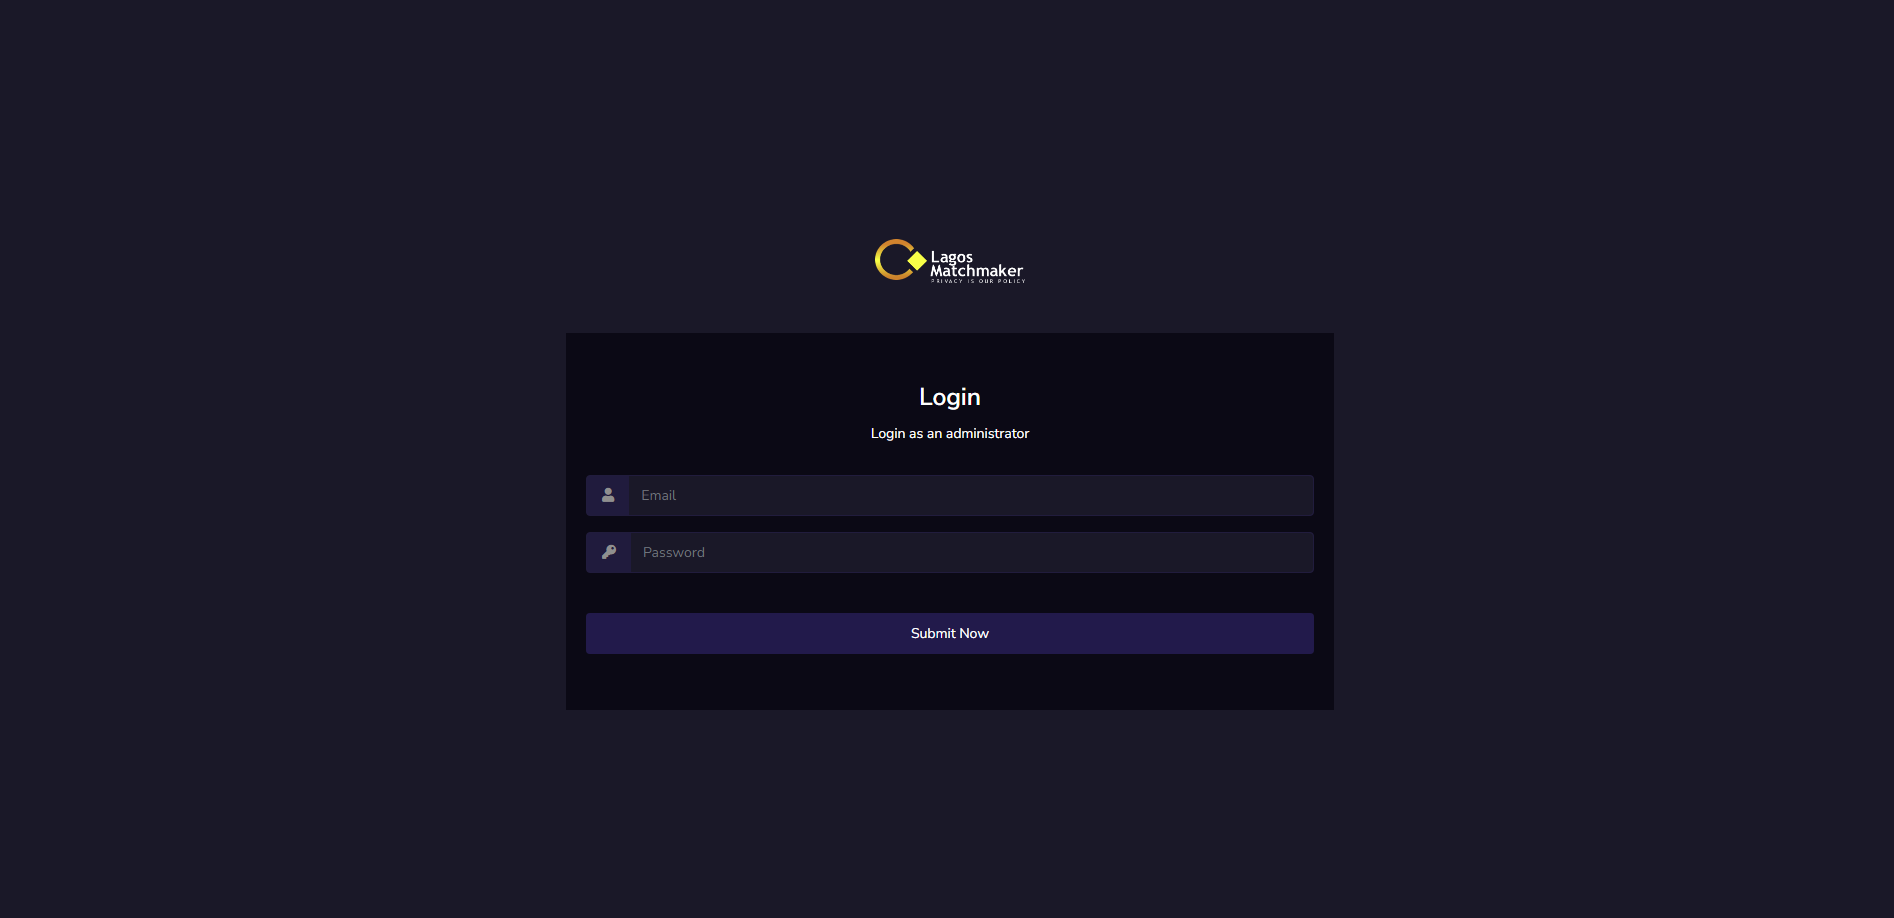 Lagos
Matchmaker
PRIVACY IS OUR POLICY
Login
Login as an administrator
Email
Password
Submit Now